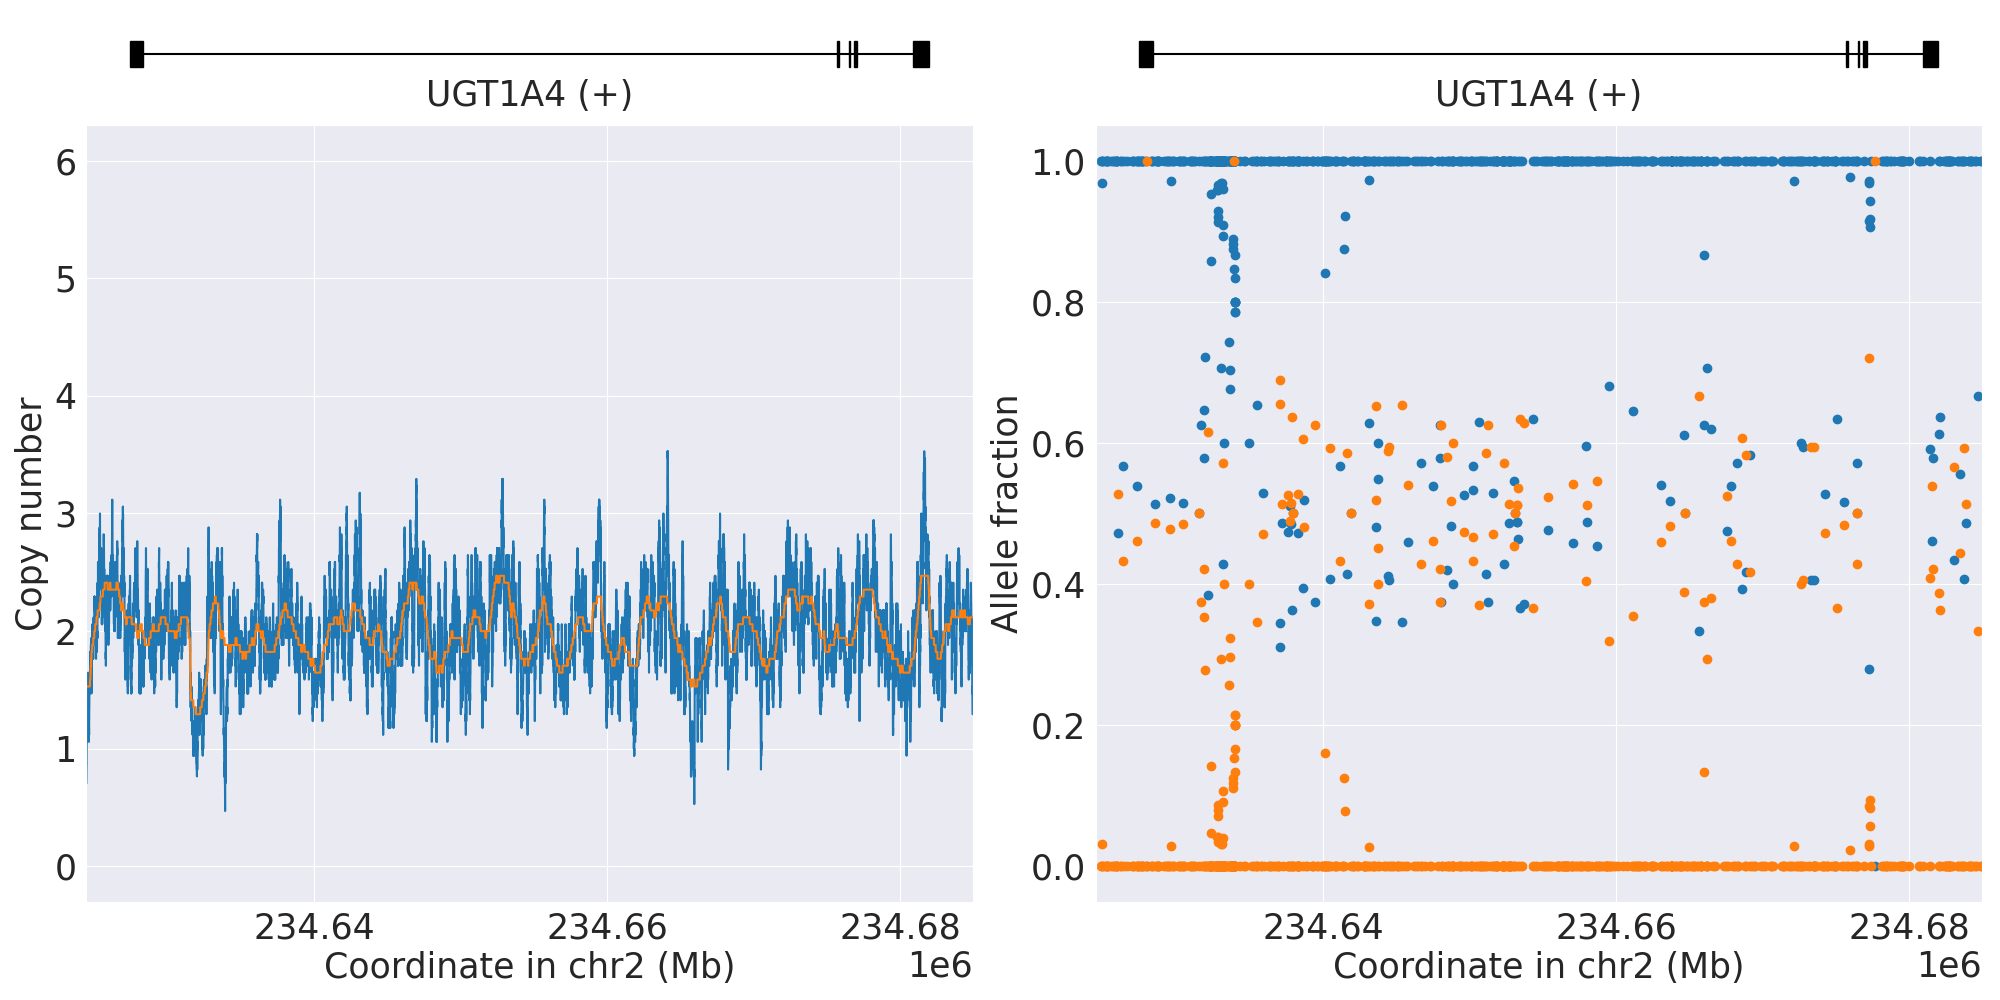 UGT1A4 (+)
Copy number
6
5
4
3
2
1
0
234.64
234.66
234.68
Coordinate in chr2 (Mb)
1e6
UGT1A4 (+)
Allele fraction
1.0
0.8
0.6
0.4
0.2
0.0
234.64
234.66
234.68
Coordinate in chr2 (Mb)
1e6